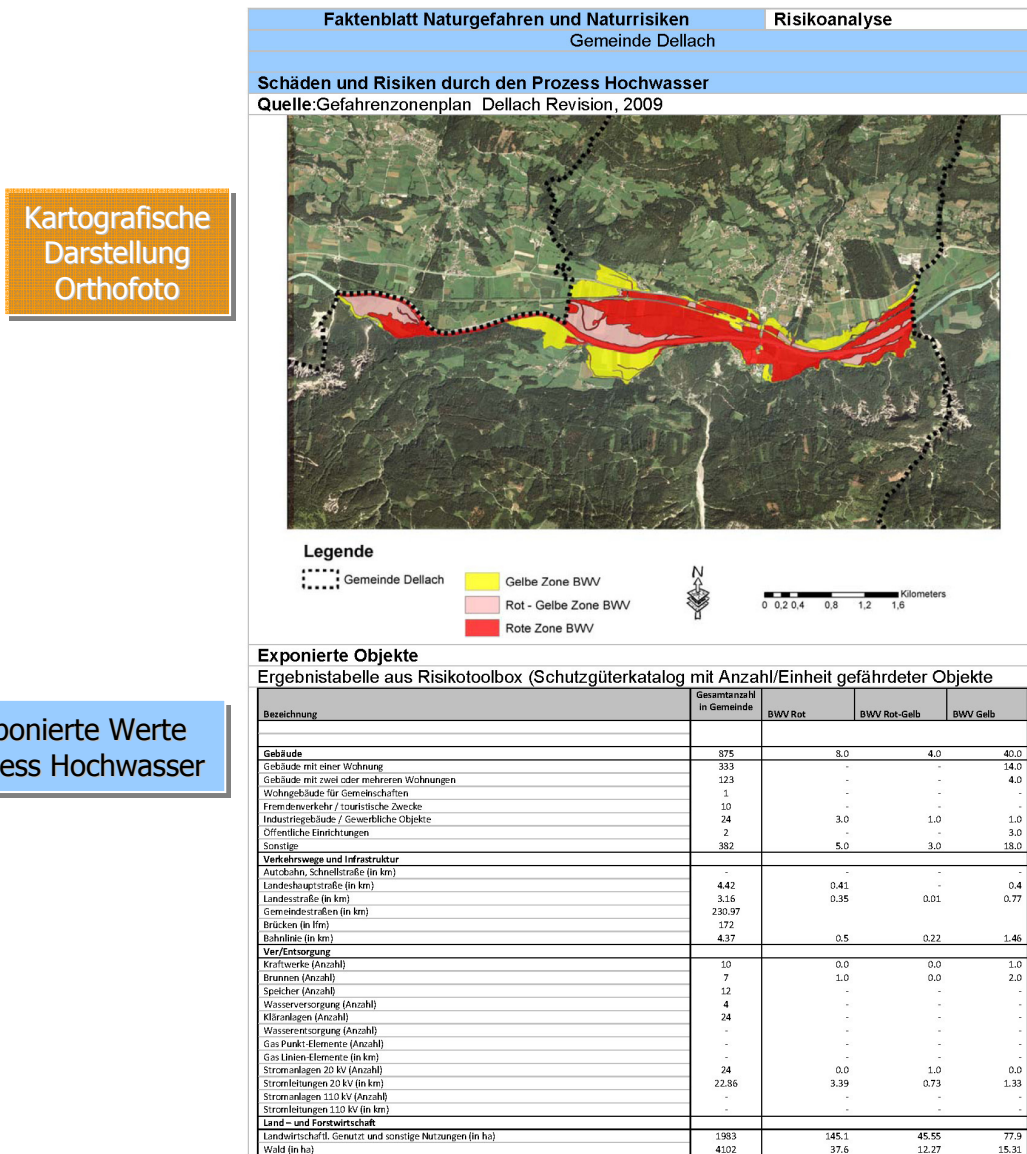 Faktenblatt Naturgefahren und Naturrisiken Risikoanalyse
Gemeinde Dellach
Schäden und Risiken durch den Prozess Hochwasser
Quelle:Gefahrenzonenplan Dellach Revision, 2009
Kartografische
Darstellung
Orthofoto
Legende
Gemeinde Dellach
Gelbe Zone BWV
Rot - Gelbe Zone BWV
Rote Zone BWV
N
Kilometers
0 0,2 0,4 0,8 1,2 1,6
Exponierte Objekte
Ergebnistabelle aus Risikotoolbox (Schutzgüterkatalog mit Anzahl/Einheit gefährdeter Objekte
ponierte Werte
ess Hochwasser
Bezeichnung Gesamtanzahl in Gemeinde BWV Rot BWV Rot-Gelb BWV Gelb
Gebäude 875 8.0 4.0 40.0
Gebäude mit einer Wohnung 333 - - 14.0
Gebäude mit zwei oder mehreren Wohnungen 123 - - 4.0
Wohngebäude für Gemeinschaften 1 - - -
Fremdenverkehr / touristische Zwecke 10 - - -
Industriegebäude / Gewerbliche Objekte 24 3.0 1.0 1.0
Öffentliche Einrichtungen 2 - - 3.0
Sonstige 382 5.0 3.0 18.0
Verkehrswege und Infrastruktur
Autobahn, Schnellstraße (in km) - - - -
Landeshauptstraße (in km) 4.42 0.41 - 0.4
Landesstraße (in km) 3.16 0.35 0.01 0.77
Gemeindestraßen (in km) 230.97
Brücken (in lfm) 172
Bahnlinie (in km) 4.37 0.5 0.22 1.46
Ver/Entsorgung
Kraftwerke (Anzahl) 10 0.0 0.0 1.0
Brunnen (Anzahl) 7 1.0 0.0 2.0
Speicher (Anzahl) 12 - - -
Wasserversorgung (Anzahl) 4 - - -
Kläranlagen (Anzahl) 24 - - -
Wasserentsorgung (Anzahl) - - - -
Gas Punkt-Elemente (Anzahl) - - - -
Gas Linien-Elemente (in km) - - - -
Stromanlagen 20 kV (Anzahl) 24 0.0 1.0 0.0
Stromleitungen 20 kV (in km) 22.86 3.39 0.73 1.33
Stromanlagen 110 kV (Anzahl) - - - -
Stromleitungen 110 kV (in km) - - - -
Land – und Forstwirtschaft
Landwirtschaftl. Genutzt und sonstige Nutzungen (in ha) 1983 145.1 45.55 77.9
Wald (in ha) 4102 37.6 12.27 15.31